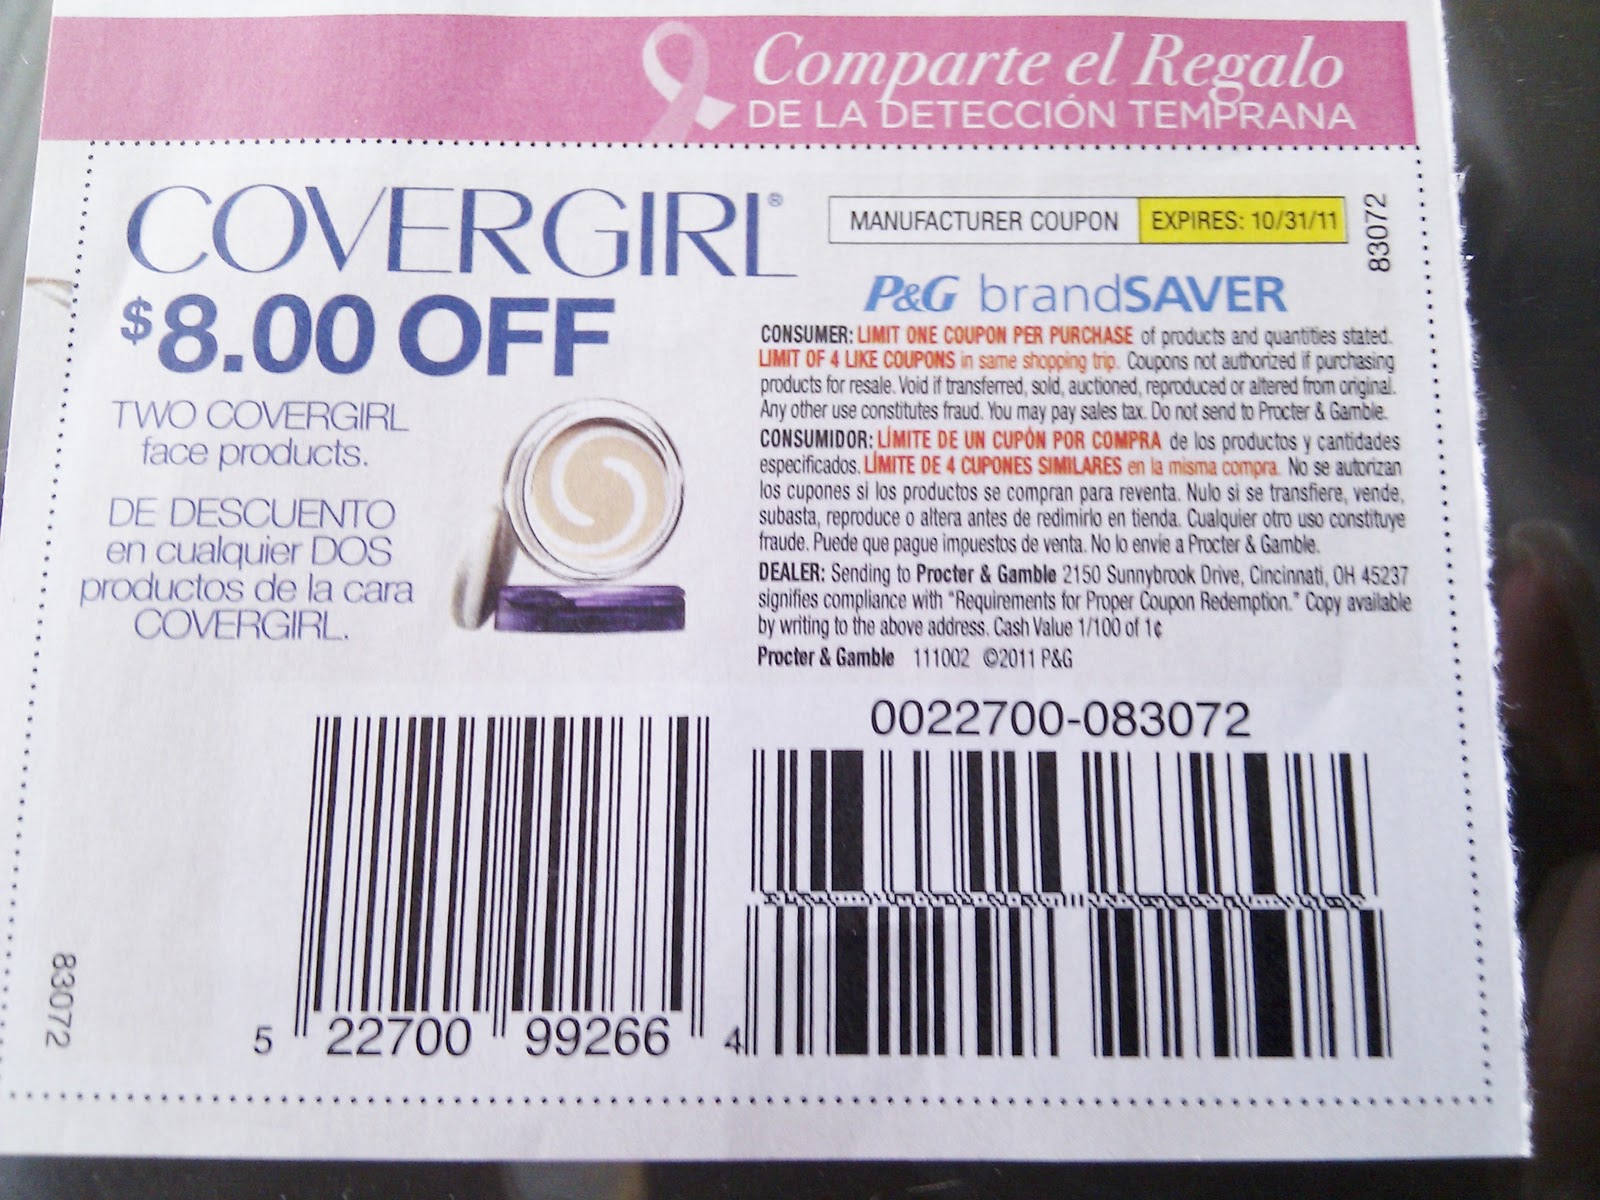 Comparte el Regalo
DE LA DETECCIÓN TEMPRANA
COVERGIRL®
$8.00 OFF
TWO COVERGIRL
face products.
DE DESCUENTO
en cualquier DOS
productos de la cara
COVERGIRL.
MANUFACTURER COUPON EXPIRES: 10/31/11
83072
P&G brandSAVER
CONSUMER: LIMIT ONE COUPON PER PURCHASE of products and quantities stated.
LIMIT OF 4 LIKE COUPONS in same shopping trip. Coupons not authorized if purchasing
products for resale. Void if transferred, sold, auctioned, reproduced or altered from original.
Any other use constitutes fraud. You may pay sales tax. Do not send to Procter & Gamble.
CONSUMIDOR: LÍMITE DE UN CUPÓN POR COMPRA de los productos y cantidades
especificados. LÍMITE DE 4 CUPONES SIMILARES en la misma compra. No se autorizan
los cupones si los productos se compran para reventa. Nulo si se transfiere, vende,
subasta, reproduce o altera antes de redimirlo en tienda. Cualquier otro uso constituye
fraude. Puede que pague impuestos de venta. No lo envíe a Procter & Gamble.
DEALER: Sending to Procter & Gamble 2150 Sunnybrook Drive, Cincinnati, OH 45237
signifies compliance with "Requirements for Proper Coupon Redemption." Copy available
by writing to the above address. Cash Value 1/100 of 1¢
Procter & Gamble 111002 ©2011 P&G
0022700-083072
83072
5 22700 99266 4